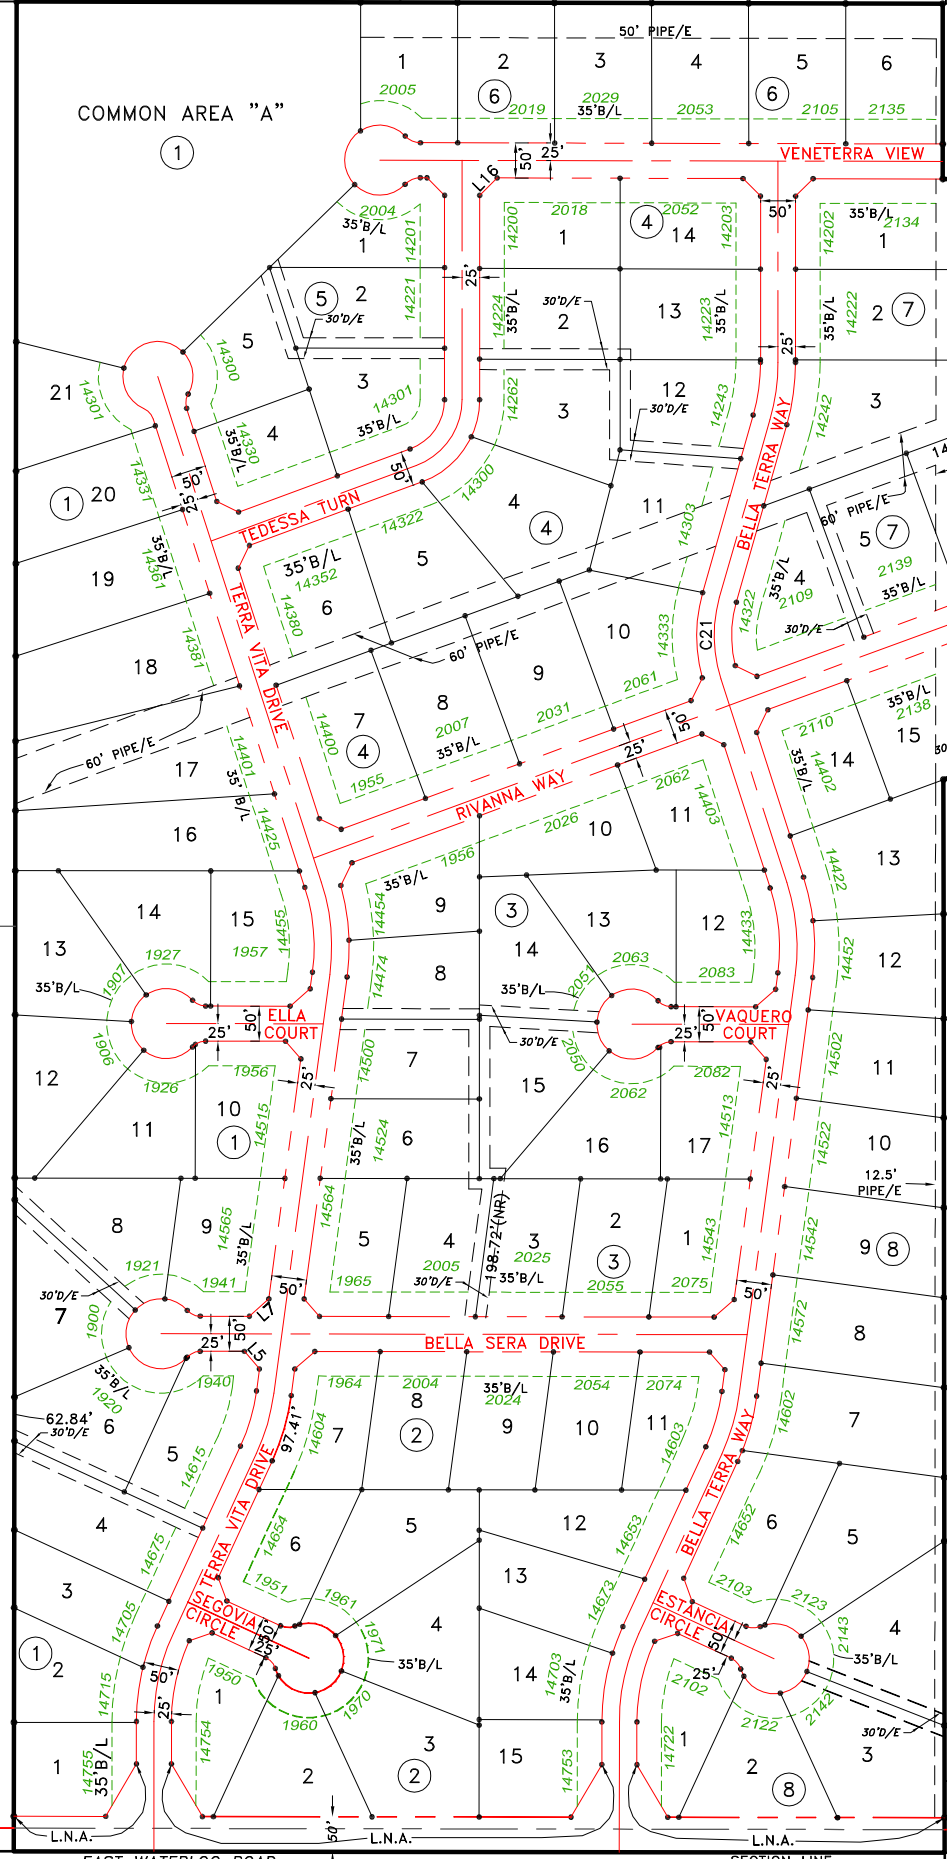 50' PIPE/E
1 2 3 4 5 6
2005 6 2019 2029 2053 6 2105 2135
35'B/L
COMMON AREA "A"
1
50' 25' VENETERRA VIEW
L16 50'
2004 35'B/L 14201 14200 2018 2052 14203 14202 35'B/L 2134
1 1 4 14 1
25'
5 2 14221 14224 35'B/L 30'D/E 2 13 14223 35'B/L 35'B/L 14222 2 7
30'D/E 25'
5 14300 3 14301 14262 3 12 14243 14242 3
21 14301 35'B/L 30'D/E
4 35'B/L 14330
50' 25' 50' 14300
1 20 14331 TEDESSA TURN 4 11 BELLA TERRA WAY 14
14322 4 14303 60' PIPE/E 5 7
35'B/L 14361 35'B/L 14352 5 2139
19 6 4 35'B/L 2109 35'B/L
14380 TERRA VITA DRIVE 14322 30'D/E
18 14381 60' PIPE/E 10 14333 C21
9 2061
60' PIPE/E 7 14400 8 2007 2031 50' 2110 35'B/L 2138
4 35'B/L 25' 15
17 14401 35'B/L 1955 35'B/L 14402 14 30
RIVANNA WAY 2062
16 14425 2026 10 11 14403
1956 13
35'B/L 14422
14 15 14455 14454 9 3 13 12 14433
13 1927 1957 14 2063 2083 14452 12
1907 35'B/L 14474 8 35'B/L 2051
ELLA COURT 50' 25' VAQUERO COURT 50' 25'
1906 30'D/E 2050 14502
12 1926 1956 25' 14500 7 15 2062 2082 25' 11
10 14515 14513
11 1 35'B/L 14524 6 16 17 14522 10
12.5' PIPE/E
8 9 14565 14564 5 4 198.72'(NR) 3 2 1 14543 14542 9 8
35'B/L 3
1921 1941 1965 2005 2025 2055 2075
30'D/E 50' 30'D/E 35'B/L 50'
7 L7 14572
1900 25' 50' BELLA SERA DRIVE 8
L5
35'B/L 1940 1964 2004 35'B/L 2054 2074
1920 8 2024 14602
62.84' 6 14604 7 2 9 10 11 7
30'D/E 5 97.41' 14603
14615
4 TERRA VITA DRIVE 14654 6 5 12 14653 BELLA TERRA WAY 14652 6 5
14675
3 1951 1961 13 14673 2103 2123
14705 SEGOVIA CIRCLE 50' 25' 1971 4 ESTANCIA CIRCLE 50' 25' 2143 4
1 2 35'B/L 14 14703 35'B/L 35'B/L
50' 1950 1970 2102 2142
14715 25' 1 1960 2122 30'D/E
1 14755 35'B/L 14754 2 3 2 15 14753 14722 1 2 8 3
50'
L.N.A. L.N.A. L.N.A.
EAST WATERLOO ROAD SECTION LINE